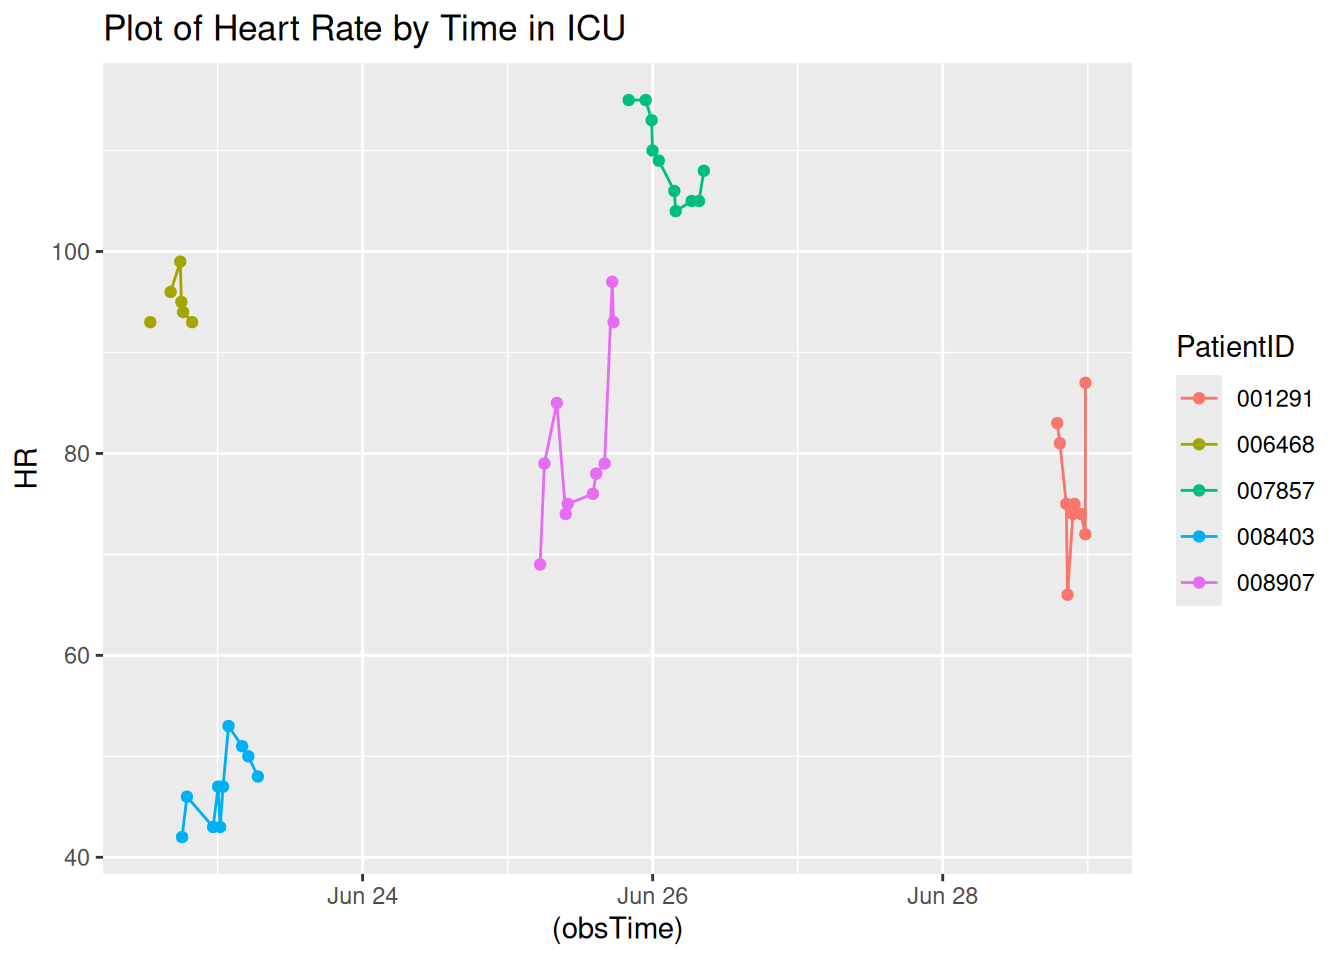 Plot of Heart Rate by Time in ICU
HR
100
80
60
40
Jun 24
Jun 26
Jun 28
(obsTime)
PatientID
001291
006468
007857
008403
008907